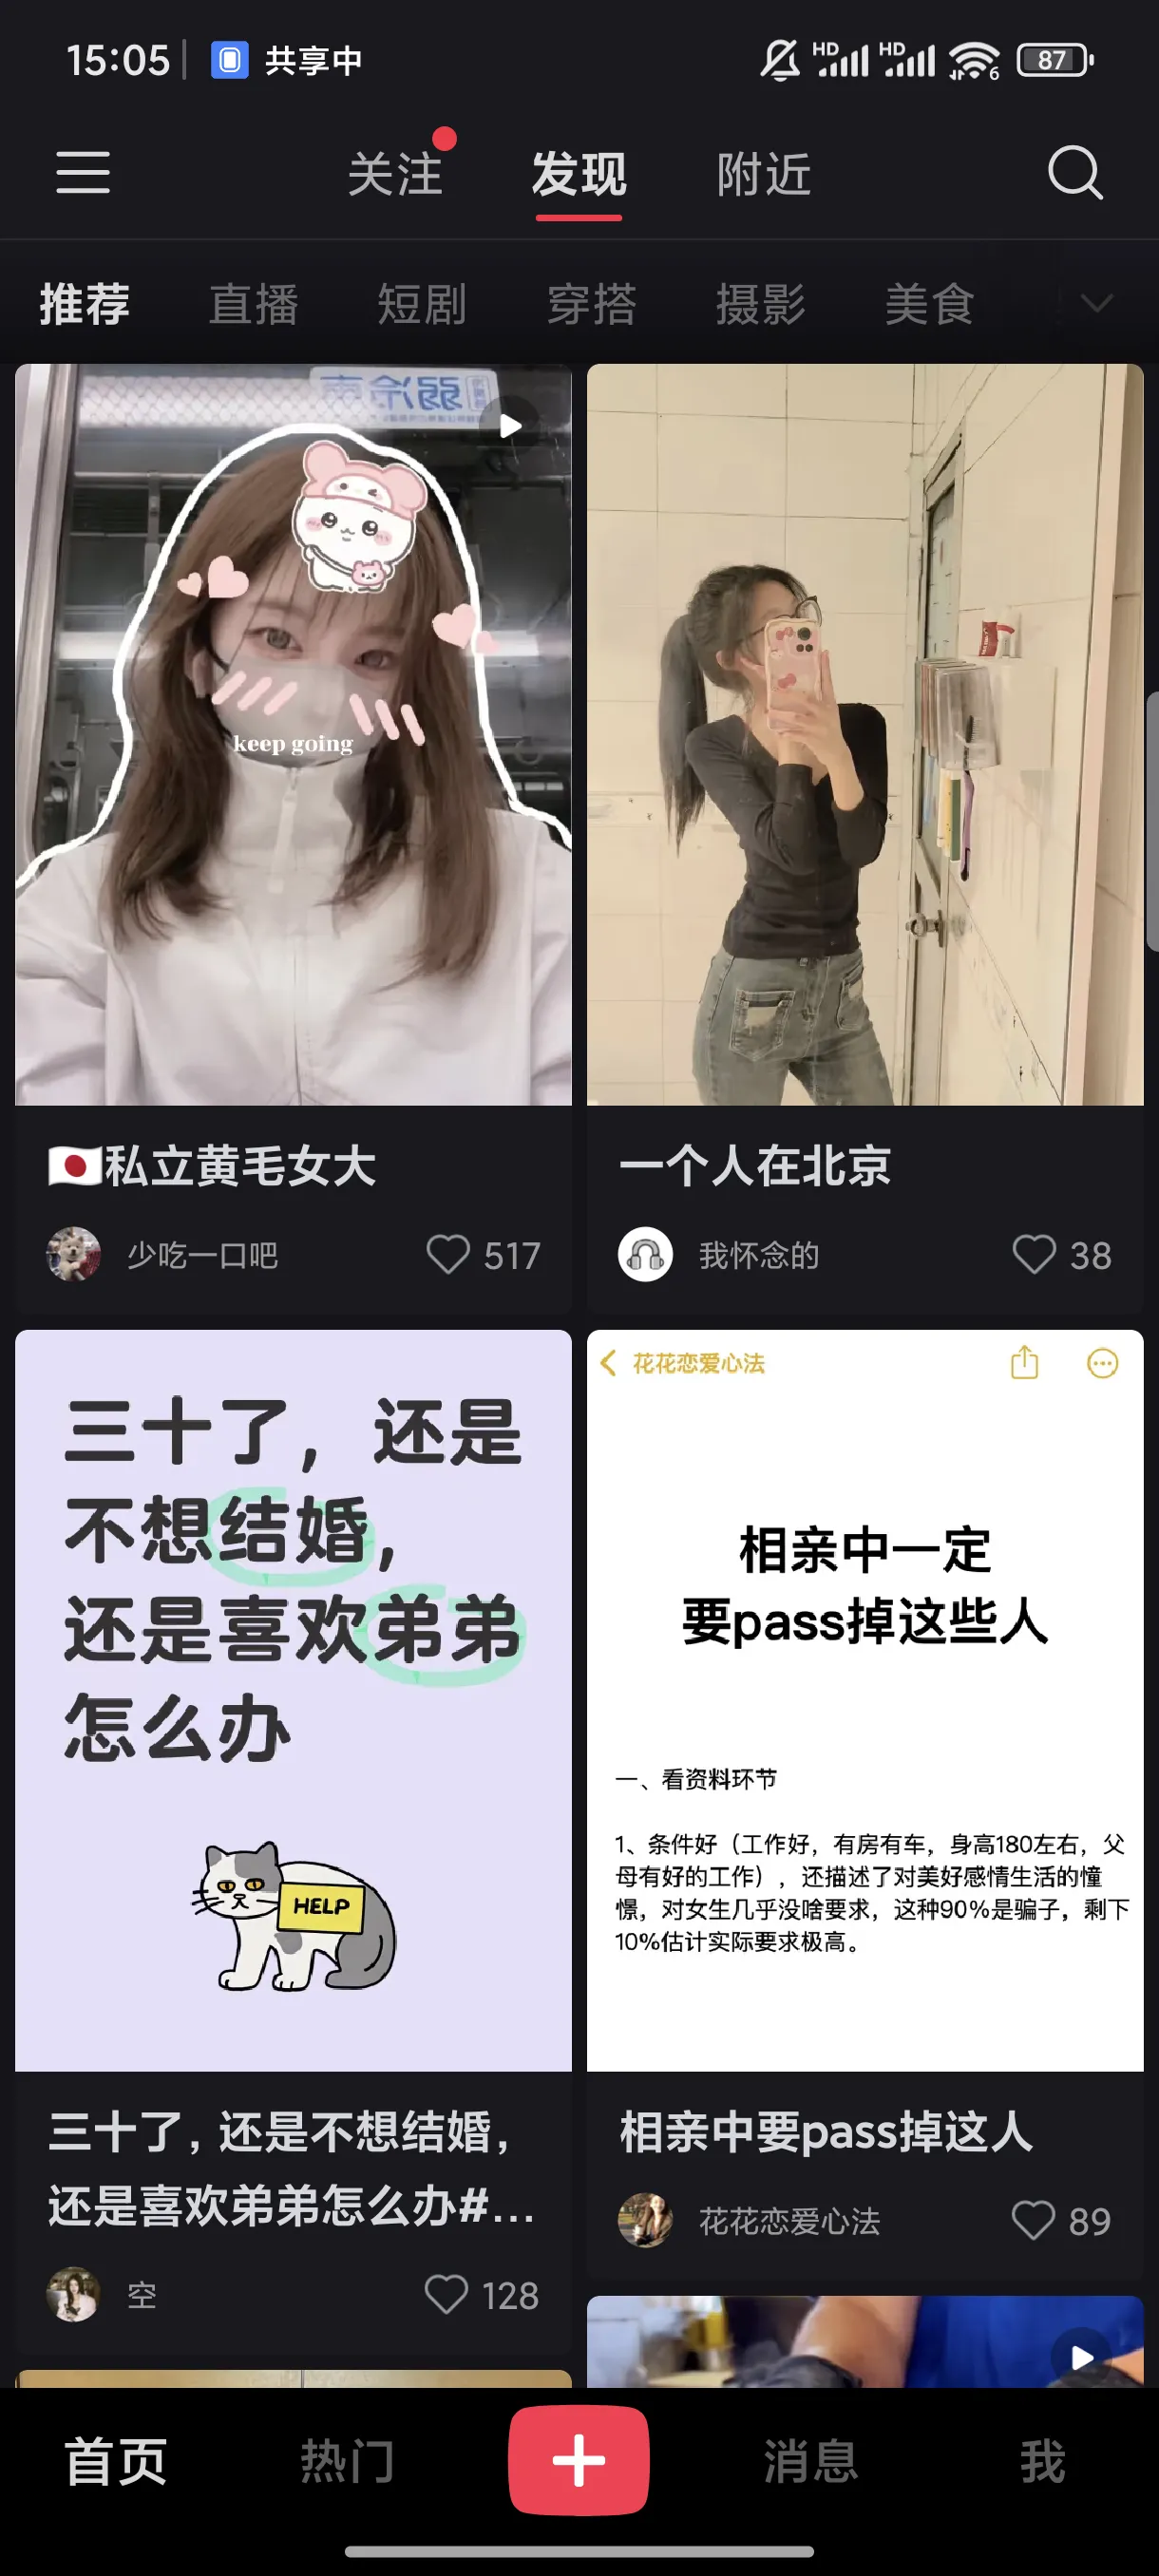 15:05
共享中
HD
HD
6
87
关注
发现
附近
推荐
直播
短剧
穿搭
摄影
美食
弱冷
keep going
🇯🇵私立黄毛女大
少吃一口吧
517
一个人在北京
我怀念的
38
三十了，还是
不想结婚，
还是喜欢弟弟
怎么办
HELP
三十了，还是不想结婚，
还是喜欢弟弟怎么办#...
空
128
花花恋爱心法
相亲中一定
要pass掉这些人
一、看资料环节
1、条件好（工作好，有房有车，身高180左右，父
母有好的工作），还描述了对美好感情生活的憧
憬，对女生几乎没啥要求，这种90%是骗子，剩下
10%估计实际要求极高。
相亲中要pass掉这人
花花恋爱心法
89
首页
热门
消息
我